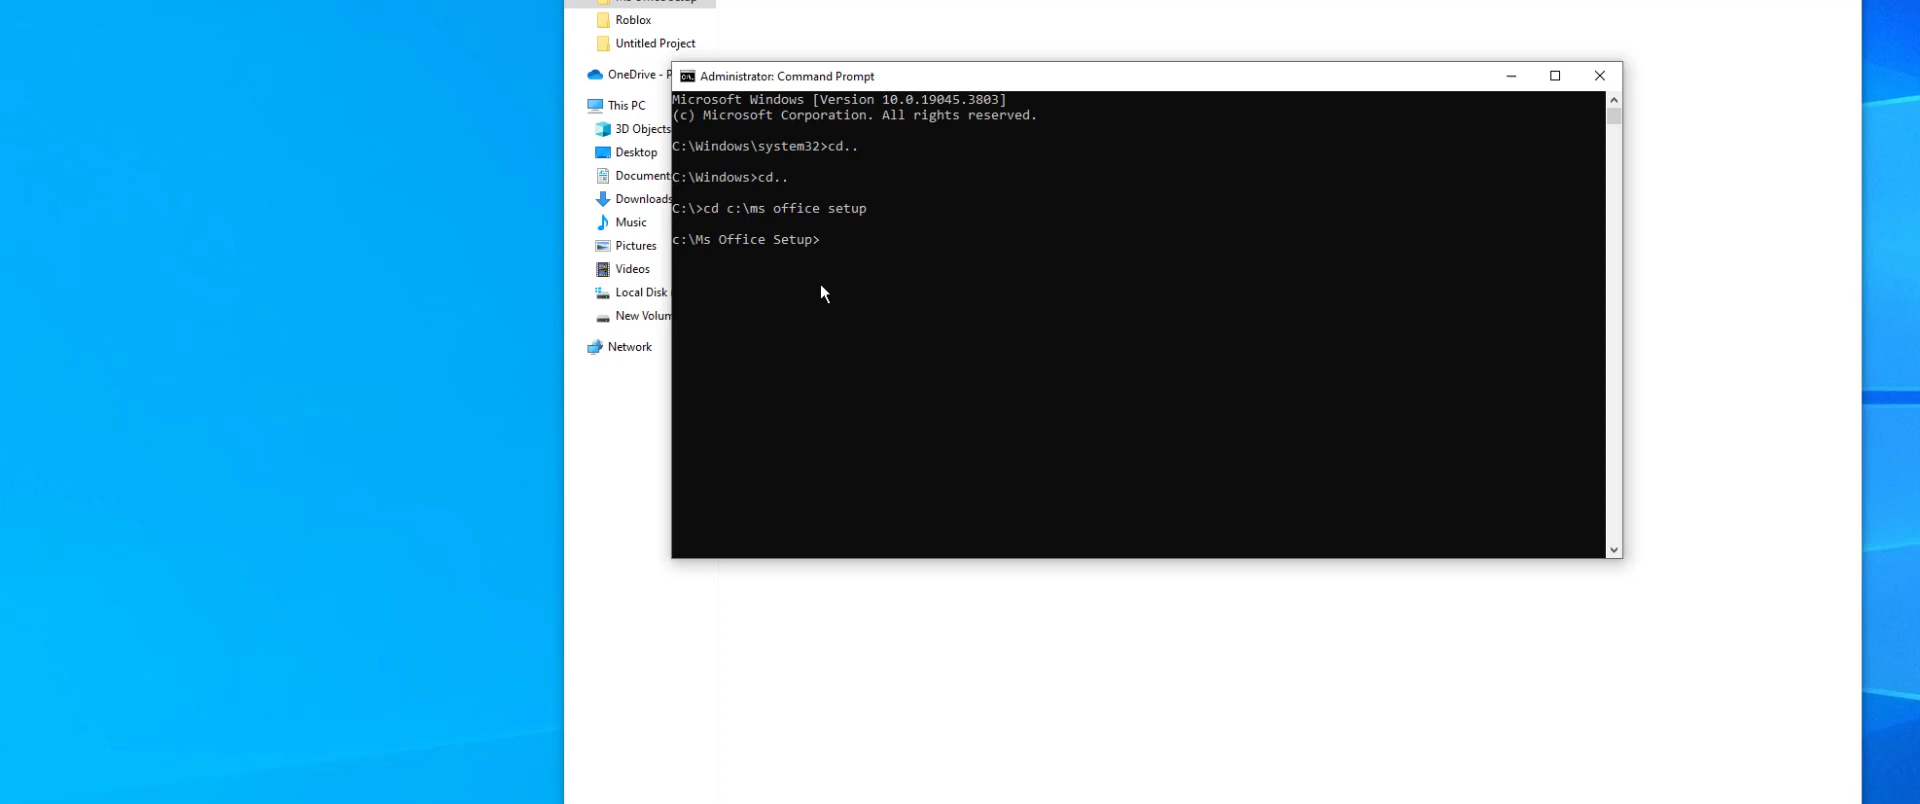 Roblox
Untitled Project
OneDrive - P
This PC
3D Objects
Desktop
Document
Downloads
Music
Pictures
Videos
Local Disk
New Volum
Network
Administrator: Command Prompt
Microsoft Windows [Version 10.0.19045.3803]
(c) Microsoft Corporation. All rights reserved.
C:\Windows\system32>cd..
C:\Windows>cd..
C:\>cd c:\ms office setup
c:\Ms Office Setup>